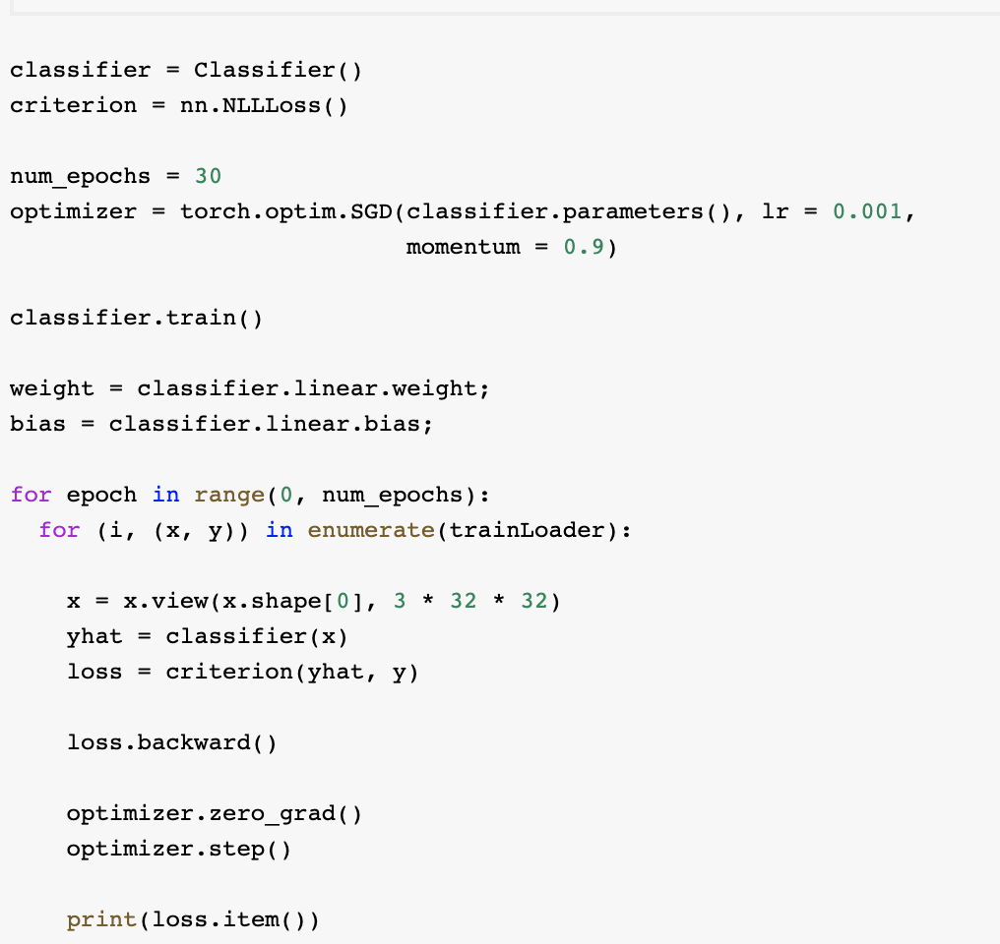 classifier = Classifier()
criterion = nn.NLLLoss()
num_epochs = 30
optimizer = torch.optim.SGD(classifier.parameters(), lr = 0.001,
momentum = 0.9)
classifier.train()
weight = classifier.linear.weight;
bias = classifier.linear.bias;
for epoch in range(0, num_epochs):
for (i, (x, y)) in enumerate(trainLoader):
x = x.view(x.shape[0], 3 * 32 * 32)
yhat = classifier(x)
loss = criterion(yhat, y)
loss.backward()
optimizer.zero_grad()
optimizer.step()
print(loss.item())